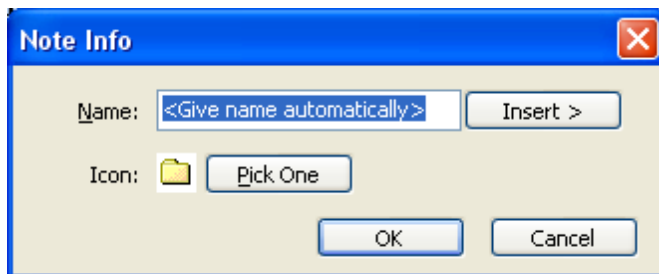 Note Info
Name: <Give name automatically> Insert >
Icon: Pick One
OK Cancel